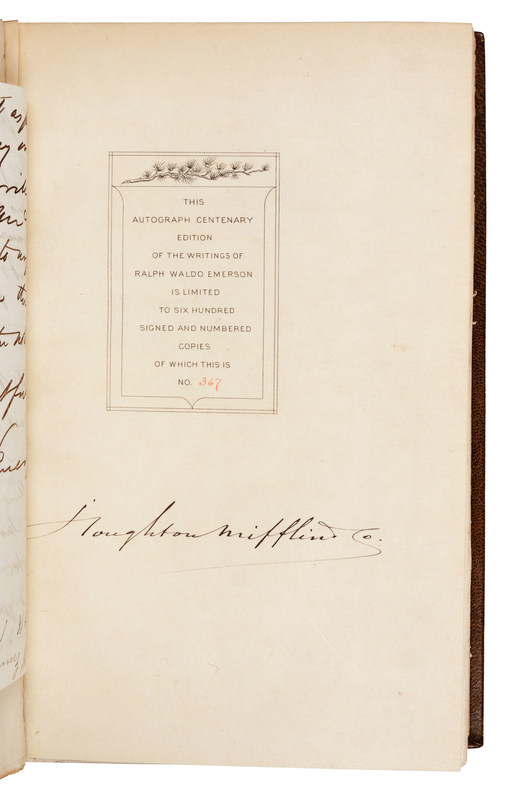 THIS
AUTOGRAPH CENTENARY
EDITION
OF THE WRITINGS OF
RALPH WALDO EMERSON
IS LIMITED
TO SIX HUNDRED
SIGNED AND NUMBERED
COPIES
OF WHICH THIS IS
NO. 367
Houghton Mifflin & Co.